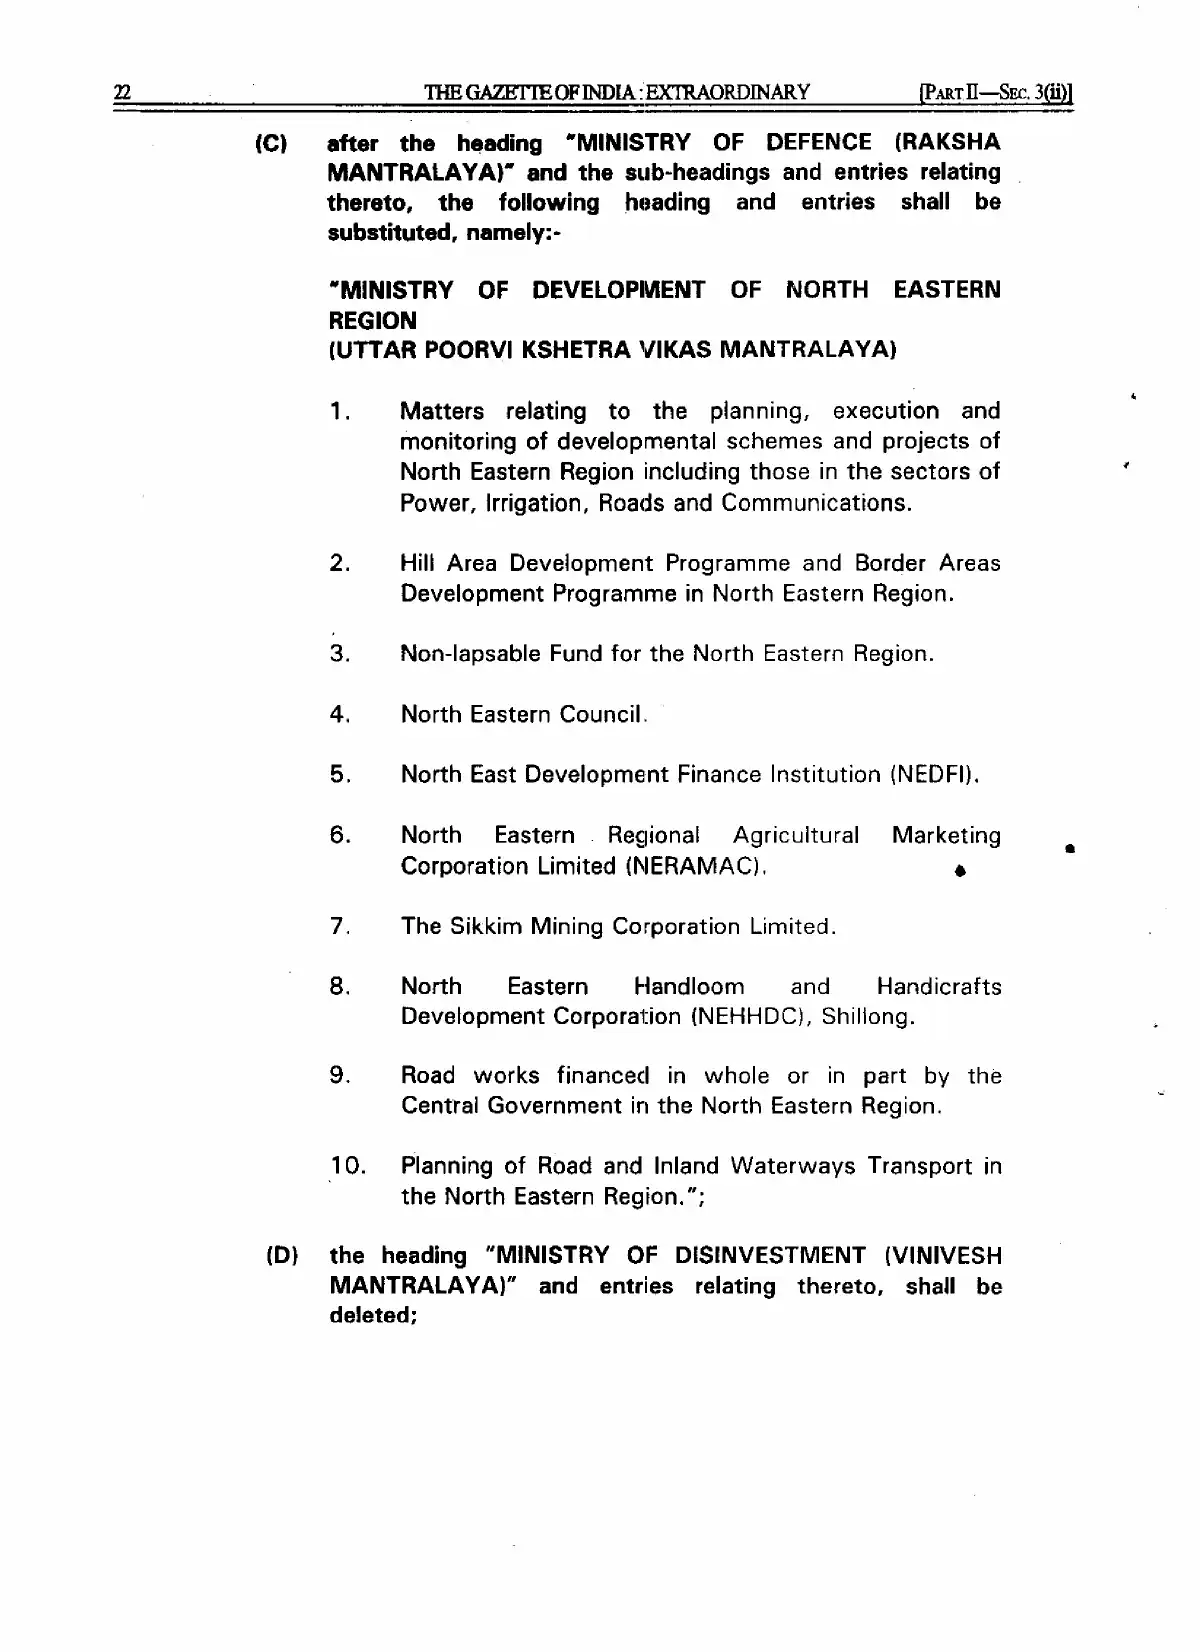 22 THE GAZETTE OF INDIA : EXTRAORDINARY [PART II—SEC. 3(ii)]
(C) after the heading "MINISTRY OF DEFENCE (RAKSHA
MANTRALAYA)" and the sub-headings and entries relating
thereto, the following heading and entries shall be
substituted, namely:-
"MINISTRY OF DEVELOPMENT OF NORTH EASTERN
REGION
(UTTAR POORVI KSHETRA VIKAS MANTRALAYA)
1. Matters relating to the planning, execution and
monitoring of developmental schemes and projects of
North Eastern Region including those in the sectors of
Power, Irrigation, Roads and Communications.
2. Hill Area Development Programme and Border Areas
Development Programme in North Eastern Region.
3. Non-lapsable Fund for the North Eastern Region.
4. North Eastern Council.
5. North East Development Finance Institution (NEDFI).
6. North Eastern Regional Agricultural Marketing
Corporation Limited (NERAMAC).
7. The Sikkim Mining Corporation Limited.
8. North Eastern Handloom and Handicrafts
Development Corporation (NEHHDC), Shillong.
9. Road works financed in whole or in part by the
Central Government in the North Eastern Region.
10. Planning of Road and Inland Waterways Transport in
the North Eastern Region.";
(D) the heading "MINISTRY OF DISINVESTMENT (VINIVESH
MANTRALAYA)" and entries relating thereto, shall be
deleted;